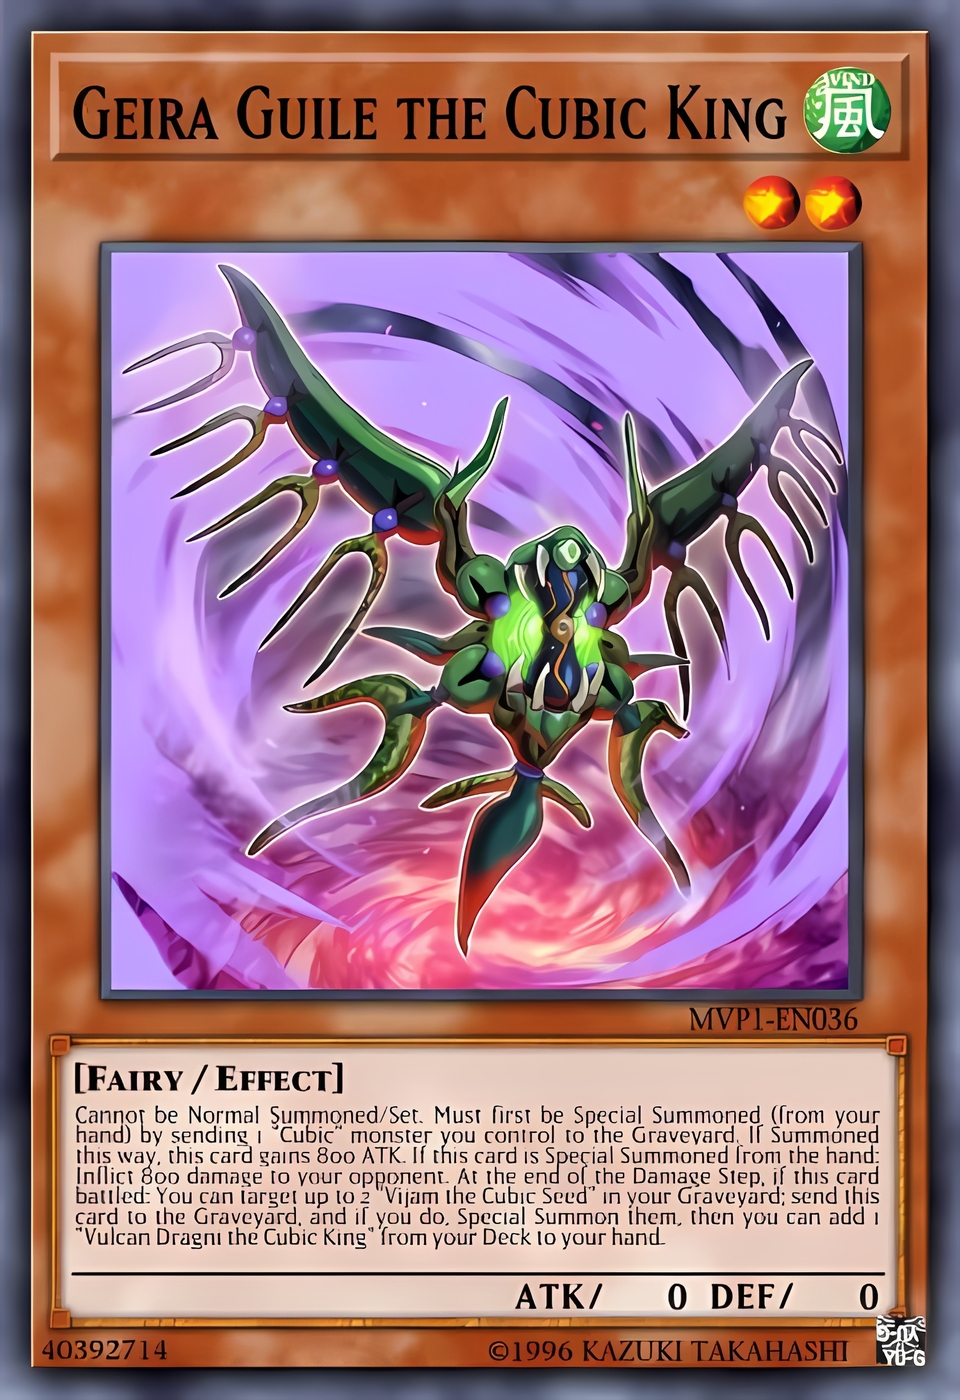 Geira Guile the Cubic King
風
MVP1-EN036
[Fairy / Effect]
Cannot be Normal Summoned/Set. Must first be Special Summoned (from your
hand) by sending 1 "Cubic" monster you control to the Graveyard. If Summoned
this way, this card gains 800 ATK. If this card is Special Summoned from the hand:
Inflict 800 damage to your opponent. At the end of the Damage Step, if this card
battled: You can target up to 2 "Vijam the Cubic Seed" in your Graveyard; send this
card to the Graveyard, and if you do, Special Summon them, then you can add 1
"Vulcan Dragni the Cubic King" from your Deck to your hand.
ATK/ 0 DEF/ 0
40392714 ©1996 KAZUKI TAKAHASHI